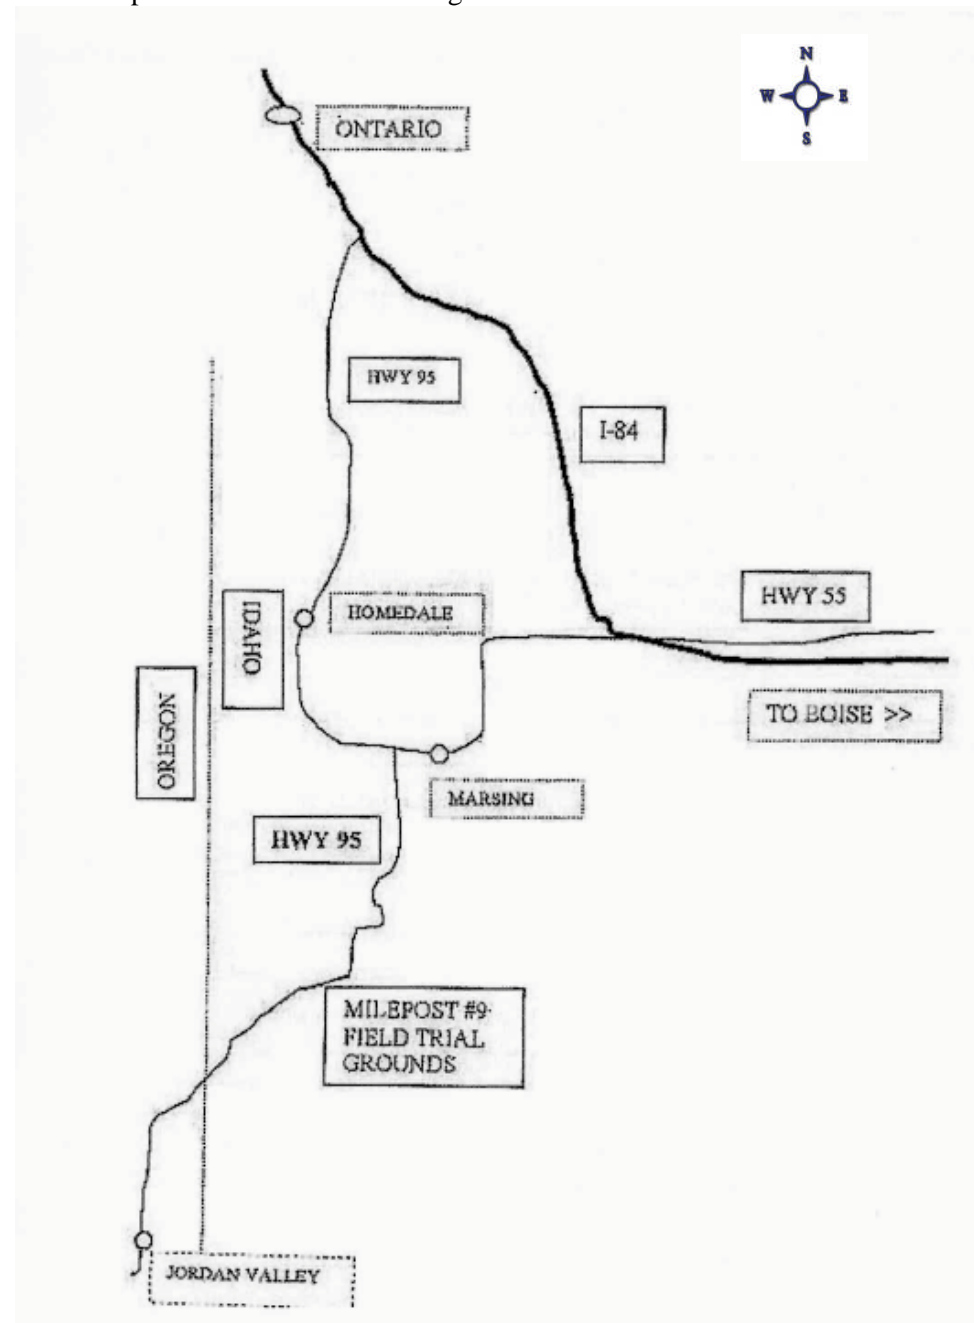 N
W E
S
ONTARIO
HWY 95
I-84
HWY 55
IDAHO
HOMEDALE
OREGON
TO BOISE >>
MARSING
HWY 95
MILEPOST #9-
FIELD TRIAL
GROUNDS
JORDAN VALLEY